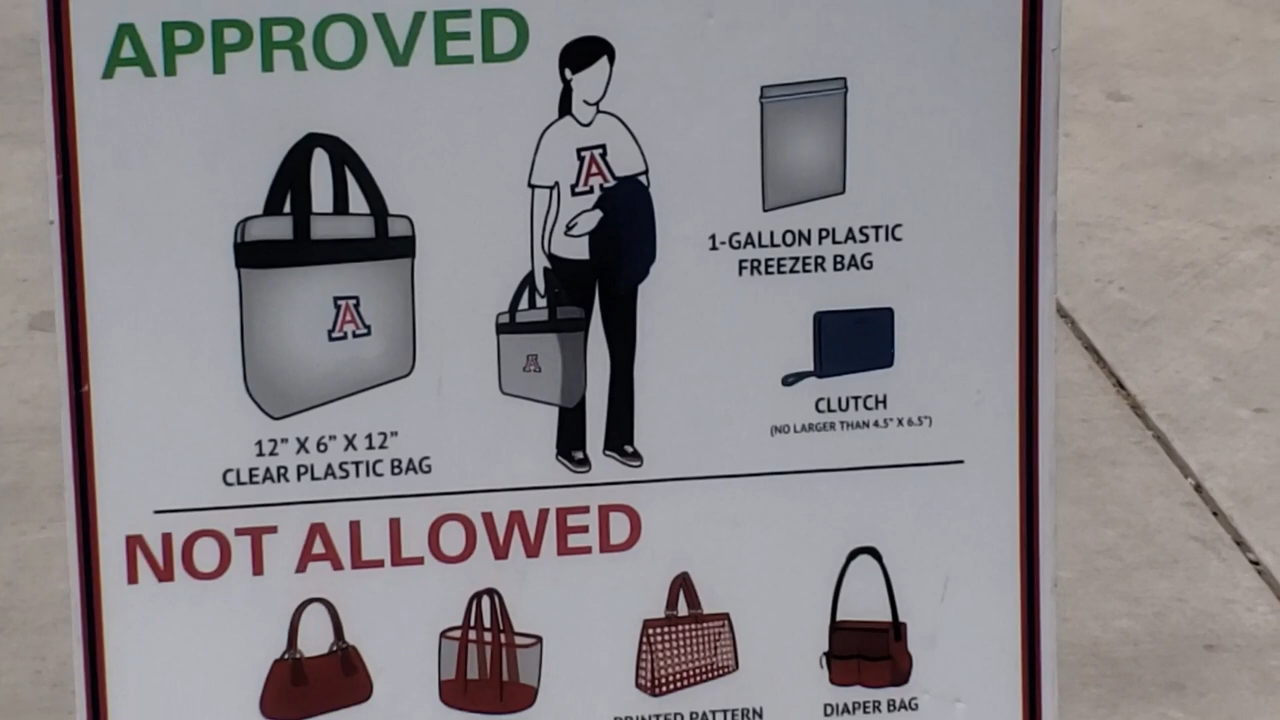 APPROVED
A
A
A
12" X 6" X 12"
CLEAR PLASTIC BAG
1-GALLON PLASTIC
FREEZER BAG
CLUTCH
(NO LARGER THAN 4.5" X 6.5")
NOT ALLOWED
PRINTED PATTERN
DIAPER BAG